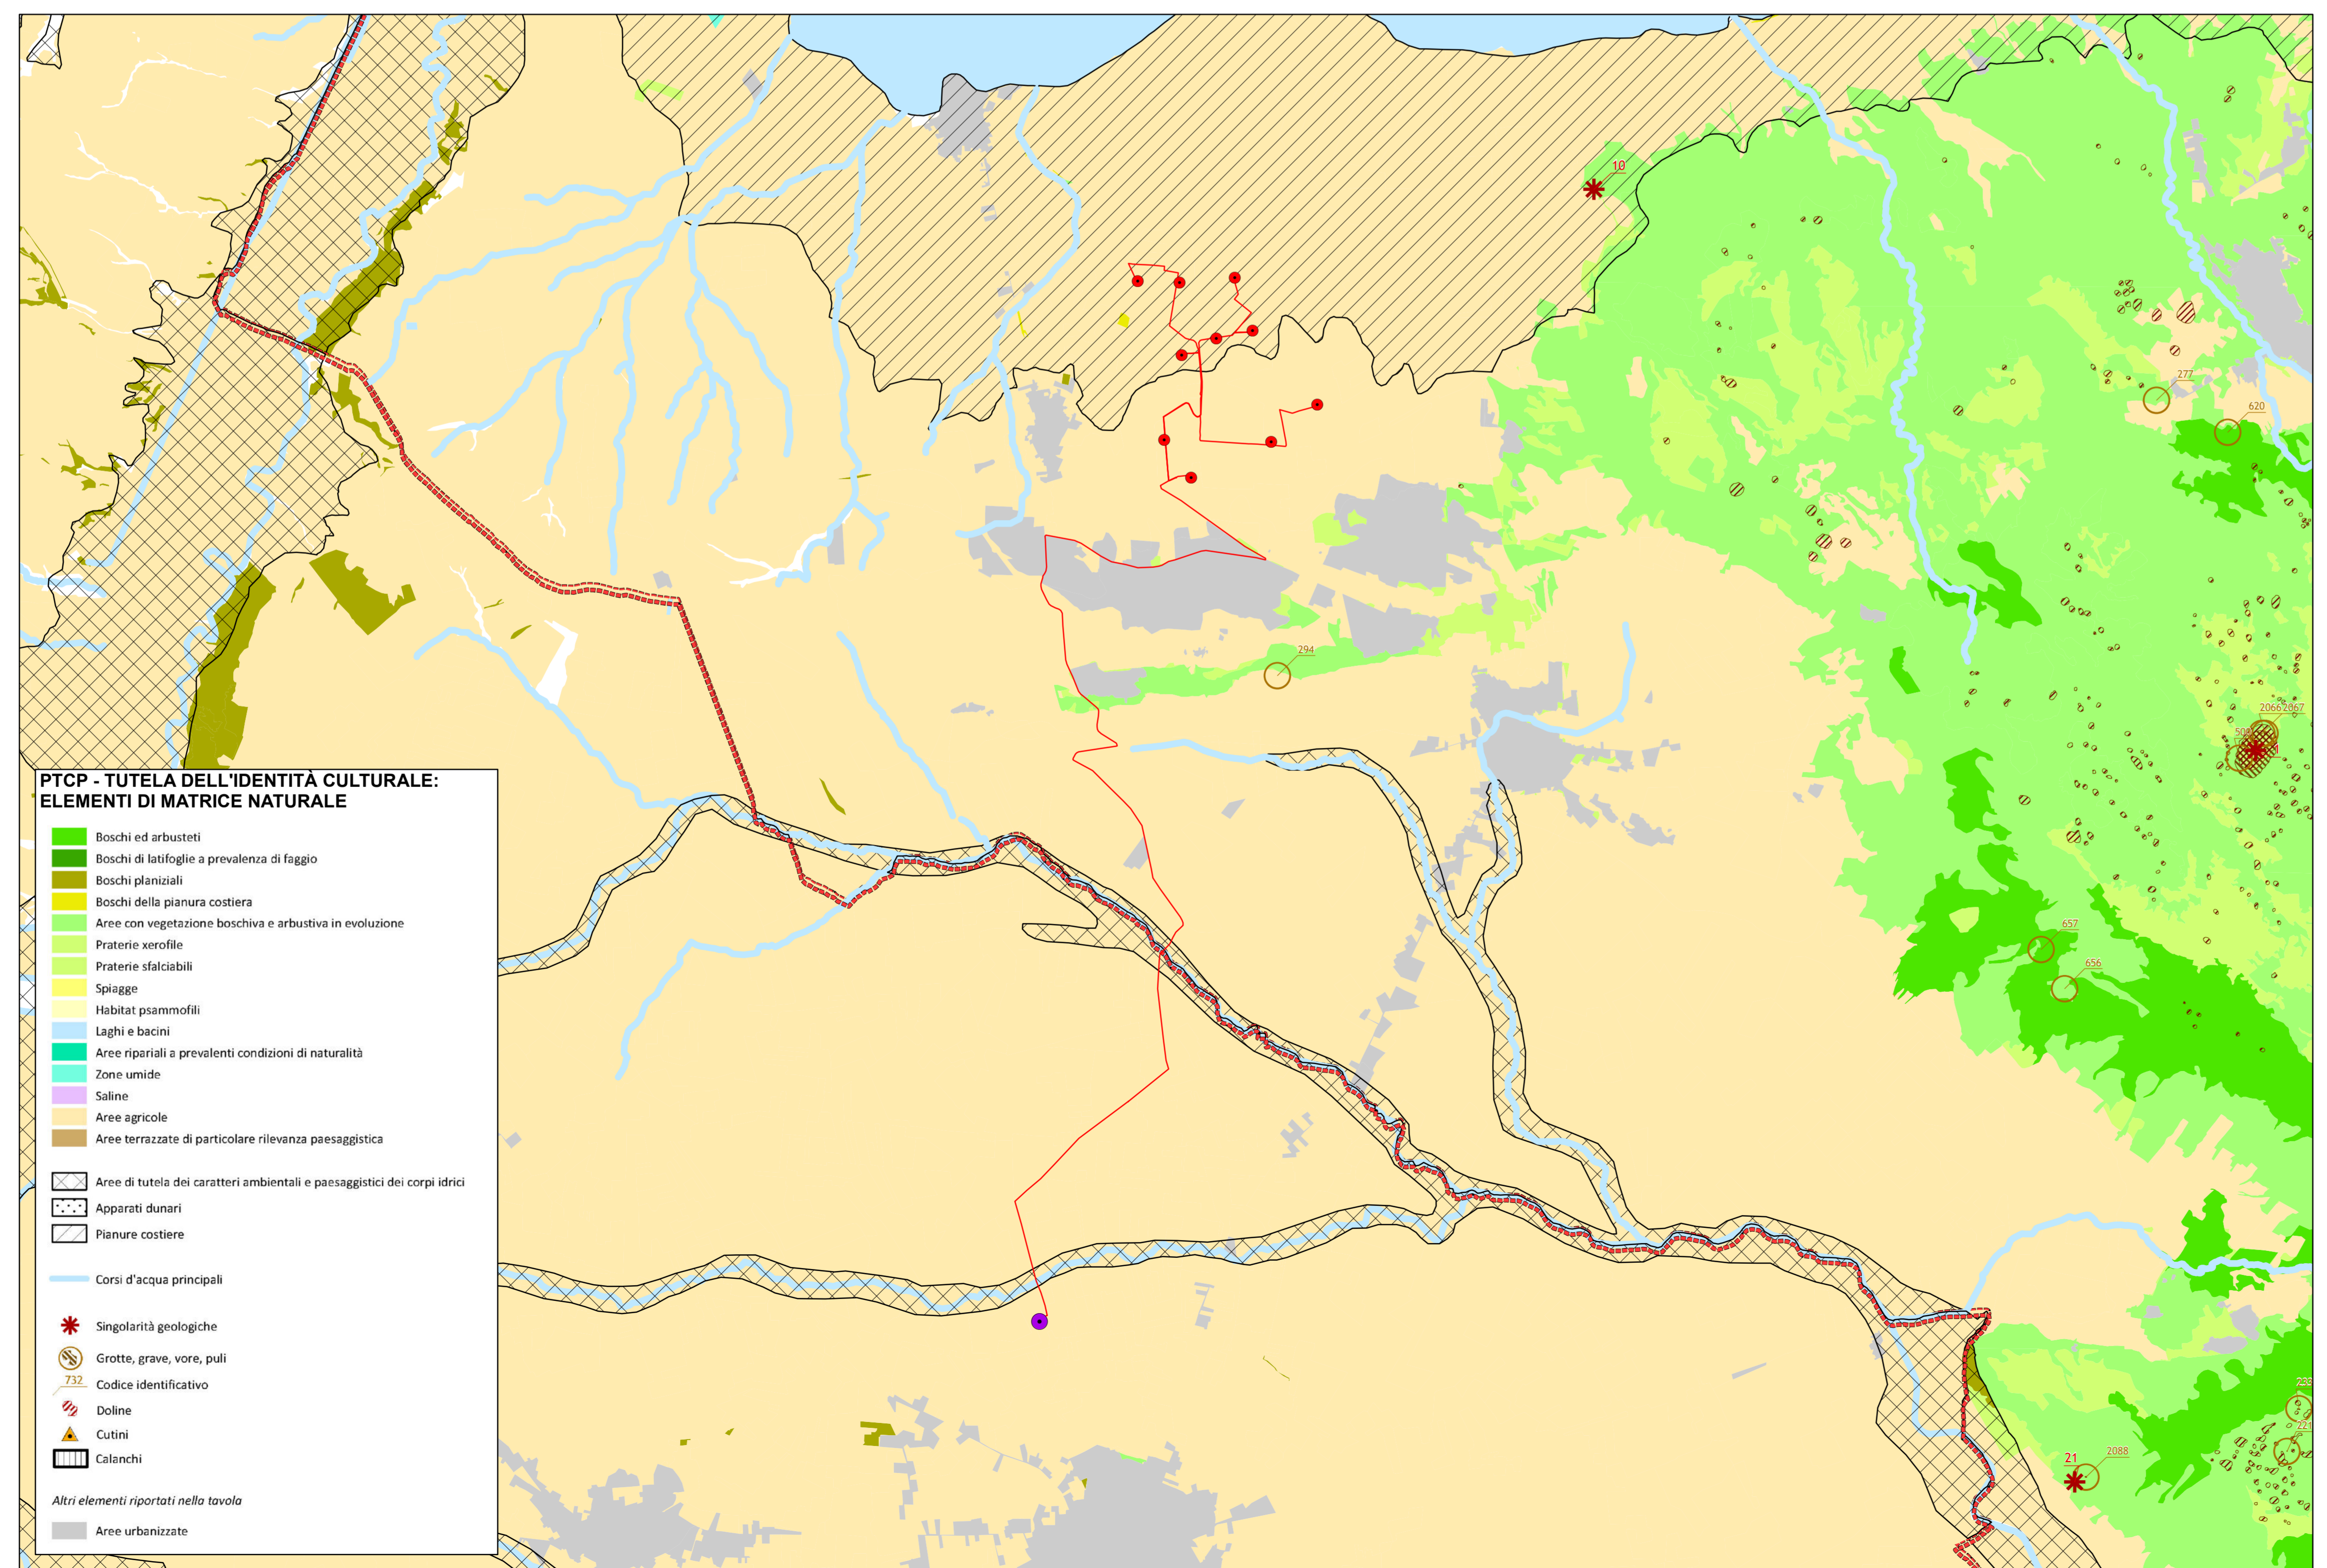 10
277
620
294
2066 2067
1
657
656
PTCP - TUTELA DELL'IDENTITÀ CULTURALE:
ELEMENTI DI MATRICE NATURALE
Boschi ed arbusteti
Boschi di latifoglie a prevalenza di faggio
Boschi planiziali
Boschi della pianura costiera
Aree con vegetazione boschiva e arbustiva in evoluzione
Praterie xerofile
Praterie sfalciabili
Spiagge
Habitat psammofili
Laghi e bacini
Aree ripariali a prevalenti condizioni di naturalità
Zone umide
Saline
Aree agricole
Aree terrazzate di particolare rilevanza paesaggistica
Aree di tutela dei caratteri ambientali e paesaggistici dei corpi idrici
Apparati dunari
Pianure costiere
Corsi d'acqua principali
Singolarità geologiche
Grotte, grave, vore, puli
732 Codice identificativo
Doline
Cutini
Calanchi
Altri elementi riportati nella tavola
Aree urbanizzate
221
21
2088